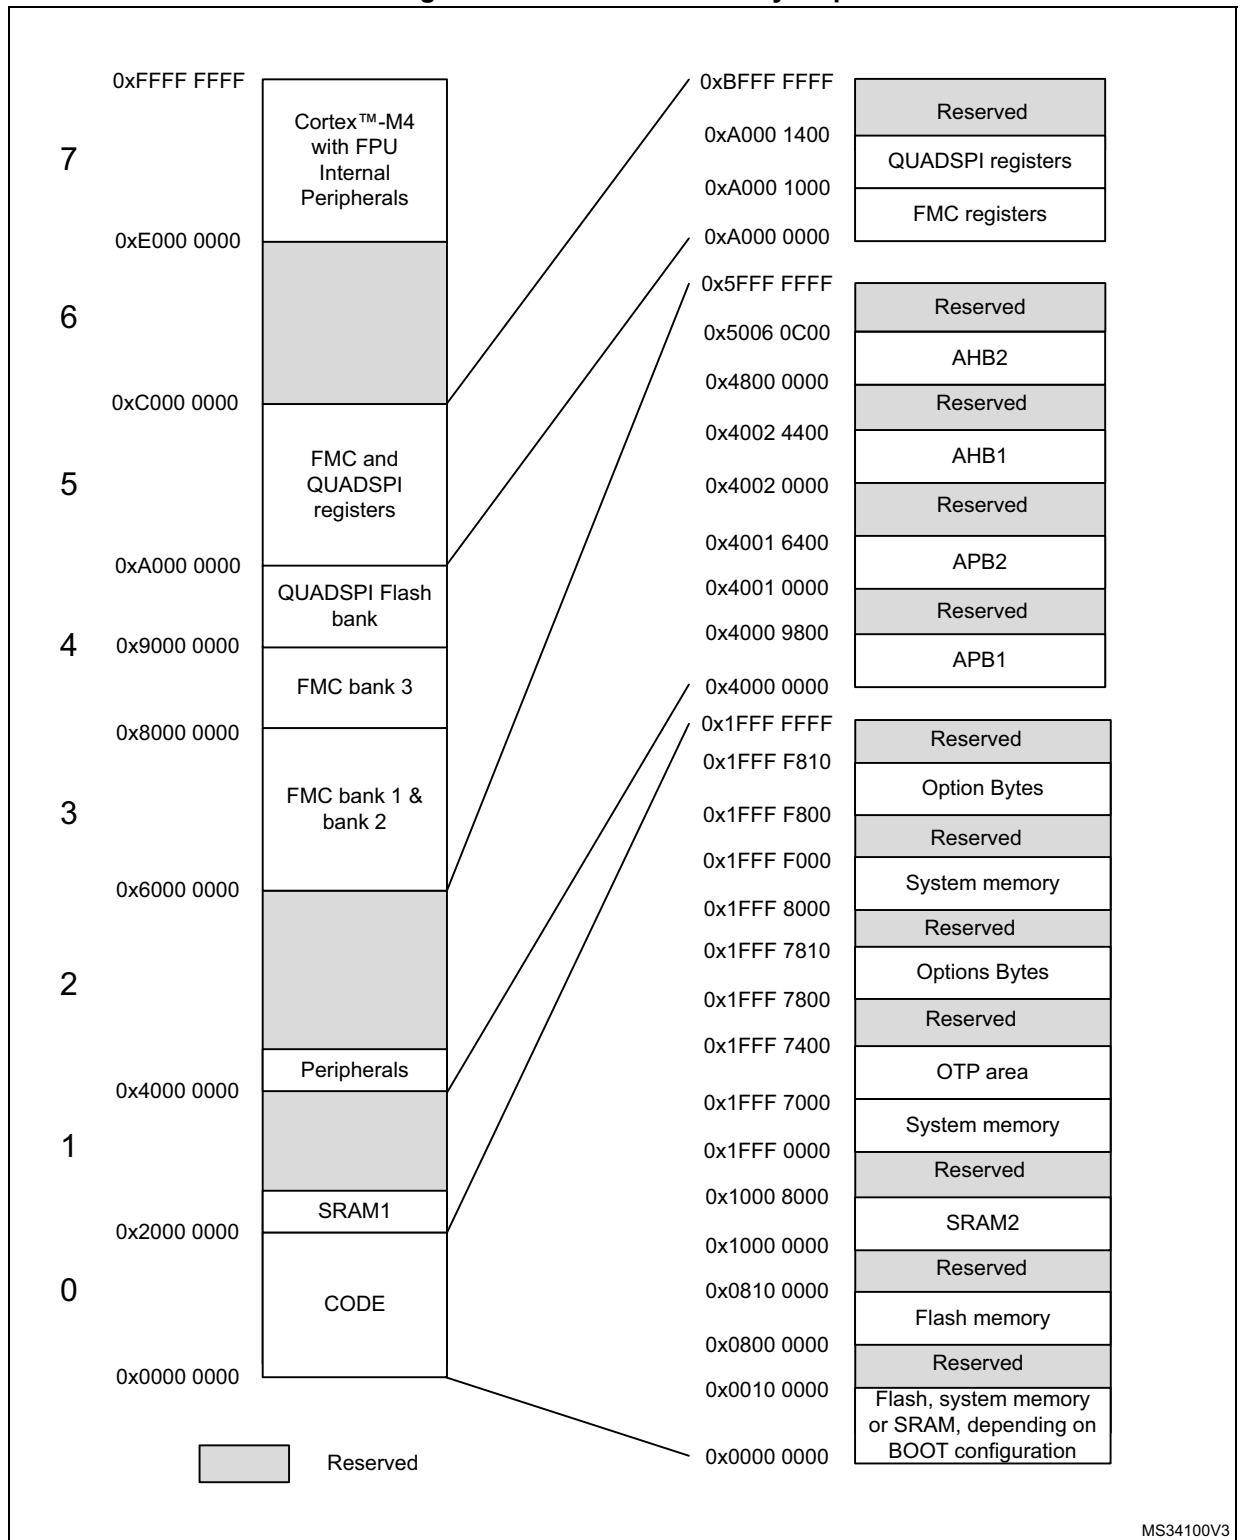 0xFFFF FFFF
Cortex™-M4
with FPU
Internal
Peripherals
7
0xE000 0000
6
0xC000 0000
FMC and
QUADSPI
registers
5
0xA000 0000
QUADSPI Flash
bank
4
0x9000 0000
FMC bank 3
0x8000 0000
FMC bank 1 &
bank 2
3
0x6000 0000
2
Peripherals
0x4000 0000
1
SRAM1
0x2000 0000
0
CODE
0x0000 0000
Reserved
0xBFFF FFFF
Reserved
0xA000 1400
QUADSPI registers
0xA000 1000
FMC registers
0xA000 0000
0x5FFF FFFF
Reserved
0x5006 0C00
AHB2
0x4800 0000
Reserved
0x4002 4400
AHB1
0x4002 0000
Reserved
0x4001 6400
APB2
0x4001 0000
Reserved
0x4000 9800
APB1
0x4000 0000
0x1FFF FFFF
Reserved
0x1FFF F810
Option Bytes
0x1FFF F800
Reserved
0x1FFF F000
System memory
0x1FFF 8000
Reserved
0x1FFF 7810
Options Bytes
0x1FFF 7800
Reserved
0x1FFF 7400
OTP area
0x1FFF 7000
System memory
0x1FFF 0000
Reserved
0x1000 8000
SRAM2
0x1000 0000
Reserved
0x0810 0000
Flash memory
0x0800 0000
Reserved
0x0010 0000
Flash, system memory
or SRAM, depending on
BOOT configuration
0x0000 0000
MS34100V3